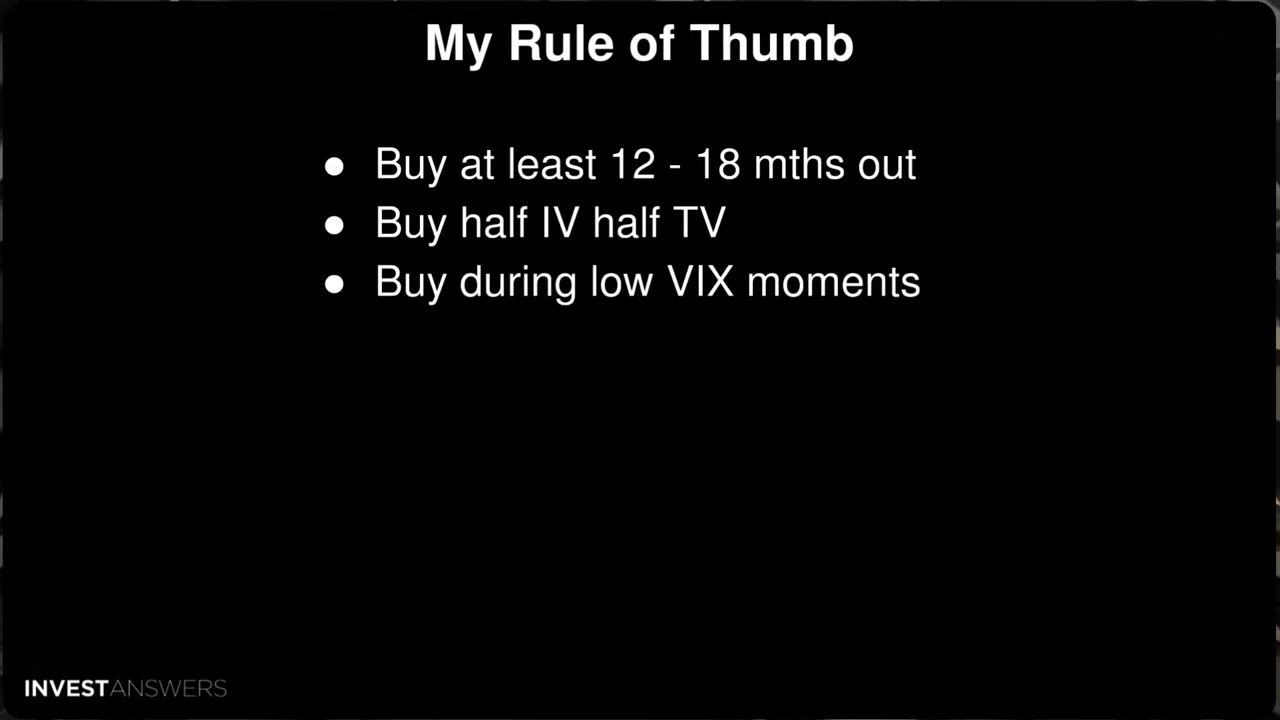 My Rule of Thumb
● Buy at least 12 - 18 mths out
● Buy half IV half TV
● Buy during low VIX moments
INVESTANSWERS